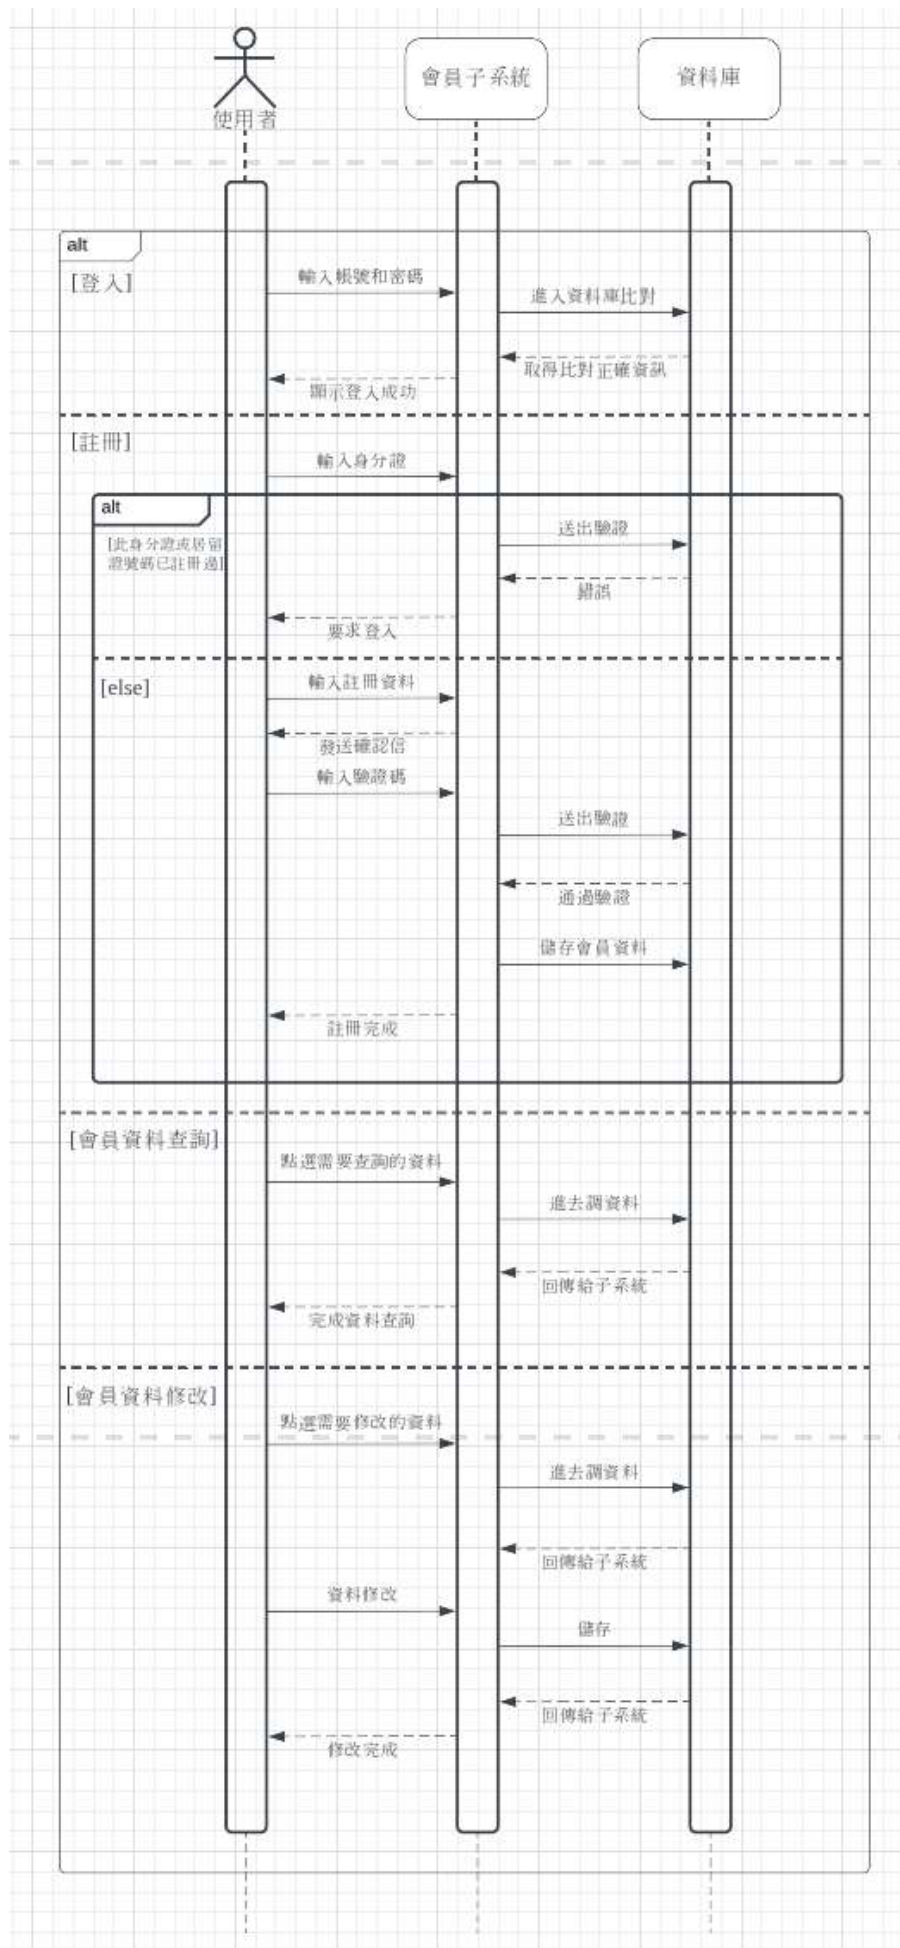 使用者
會員子系統
資料庫
alt
[登入]
輸入帳號和密碼
進入資料庫比對
取得比對正確資訊
顯示登入成功
[註冊]
輸入身分證
alt
[此身分證或居留
證號碼已註冊過]
送出驗證
錯誤
要求登入
[else]
輸入註冊資料
發送確認信
輸入驗證碼
送出驗證
通過驗證
儲存會員資料
註冊完成
[會員資料查詢]
點選需要查詢的資料
進去調資料
回傳給子系統
完成資料查詢
[會員資料修改]
點選需要修改的資料
進去調資料
回傳給子系統
資料修改
儲存
回傳給子系統
修改完成